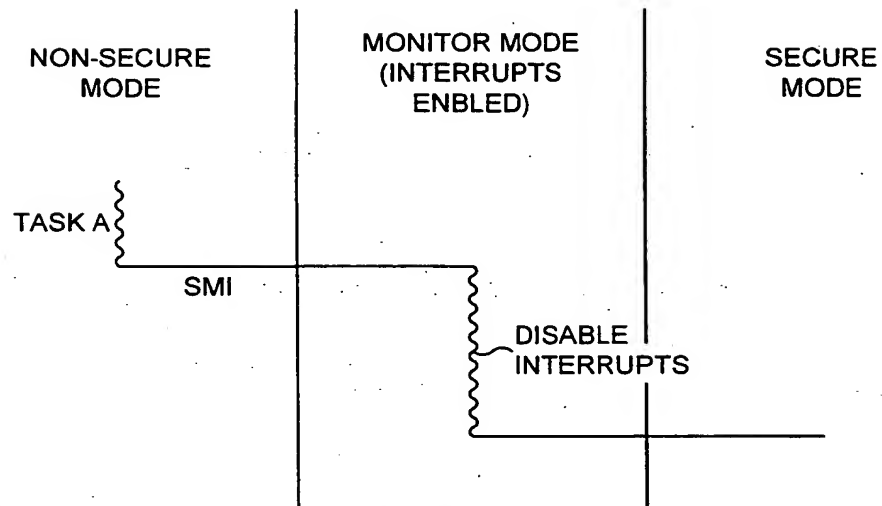 NON-SECURE
MODE
MONITOR MODE
(INTERRUPTS
ENBLED)
SECURE
MODE
TASK A
SMI
DISABLE
INTERRUPTS